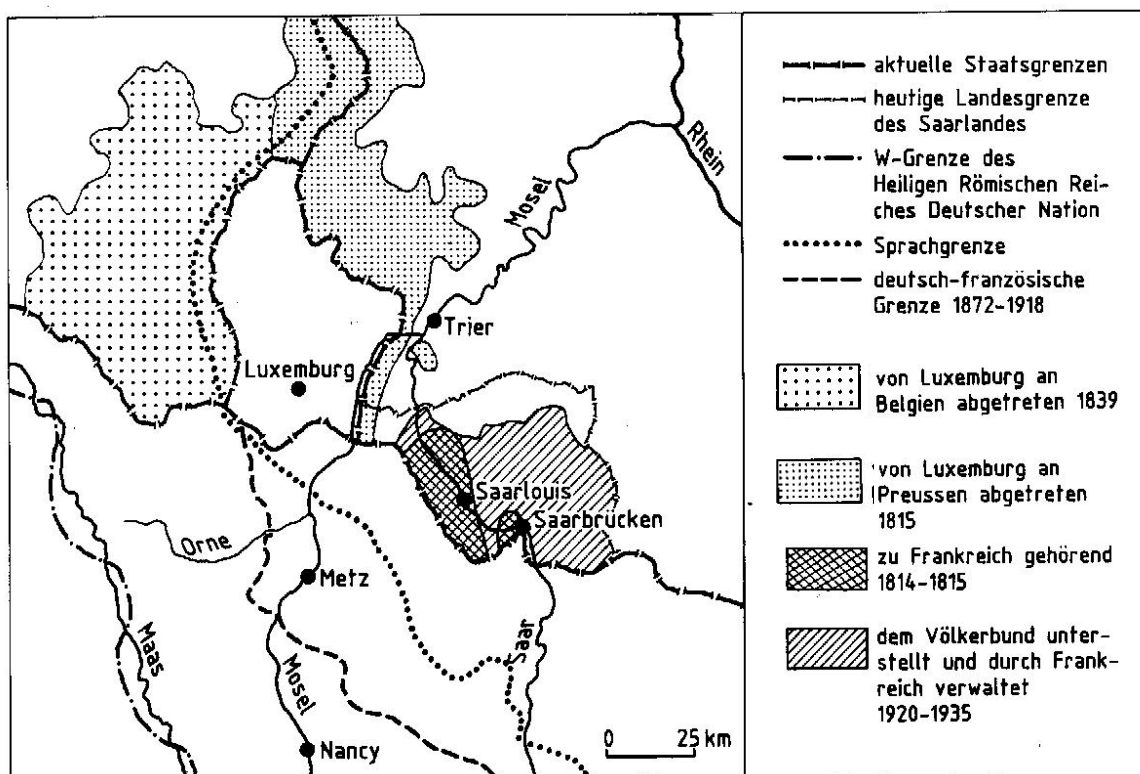 Rhein
Mosel
Trier
Luxemburg
Saarlouis
Saarbrücken
Orne
Metz
Maas
Mosel
Saar
Nancy
0 25 km
aktuelle Staatsgrenzen
heutige Landesgrenze
des Saarlandes
W-Grenze des
Heiligen Römischen Rei-
ches Deutscher Nation
Sprachgrenze
deutsch-französische
Grenze 1872-1918
von Luxemburg an
Belgien abgetreten 1839
von Luxemburg an
Preussen abgetreten
1815
zu Frankreich gehörend
1814-1815
dem Völkerbund unter-
stellt und durch Frank-
reich verwaltet
1920-1935